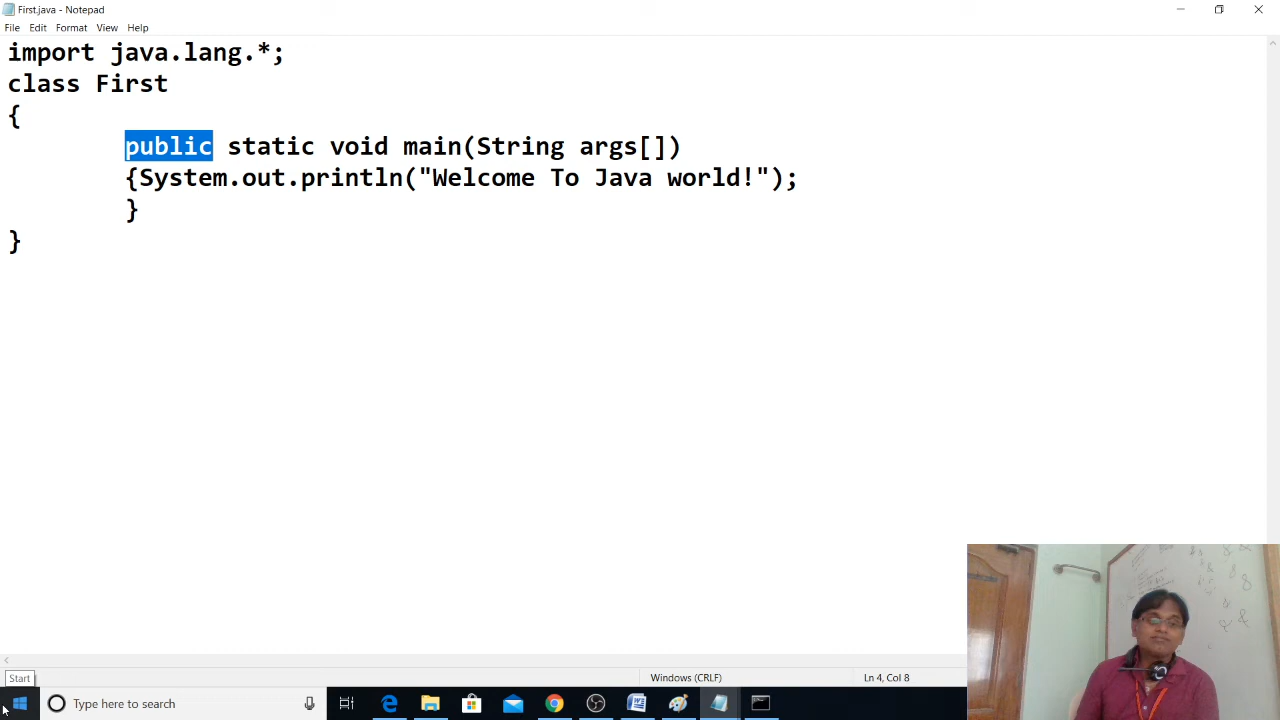 First.java - Notepad
File Edit Format View Help
import java.lang.*;
class First
{
public static void main(String args[])
{System.out.println("Welcome To Java world!");
}
}
Start
Windows (CRLF) Ln 4, Col 8
Type here to search